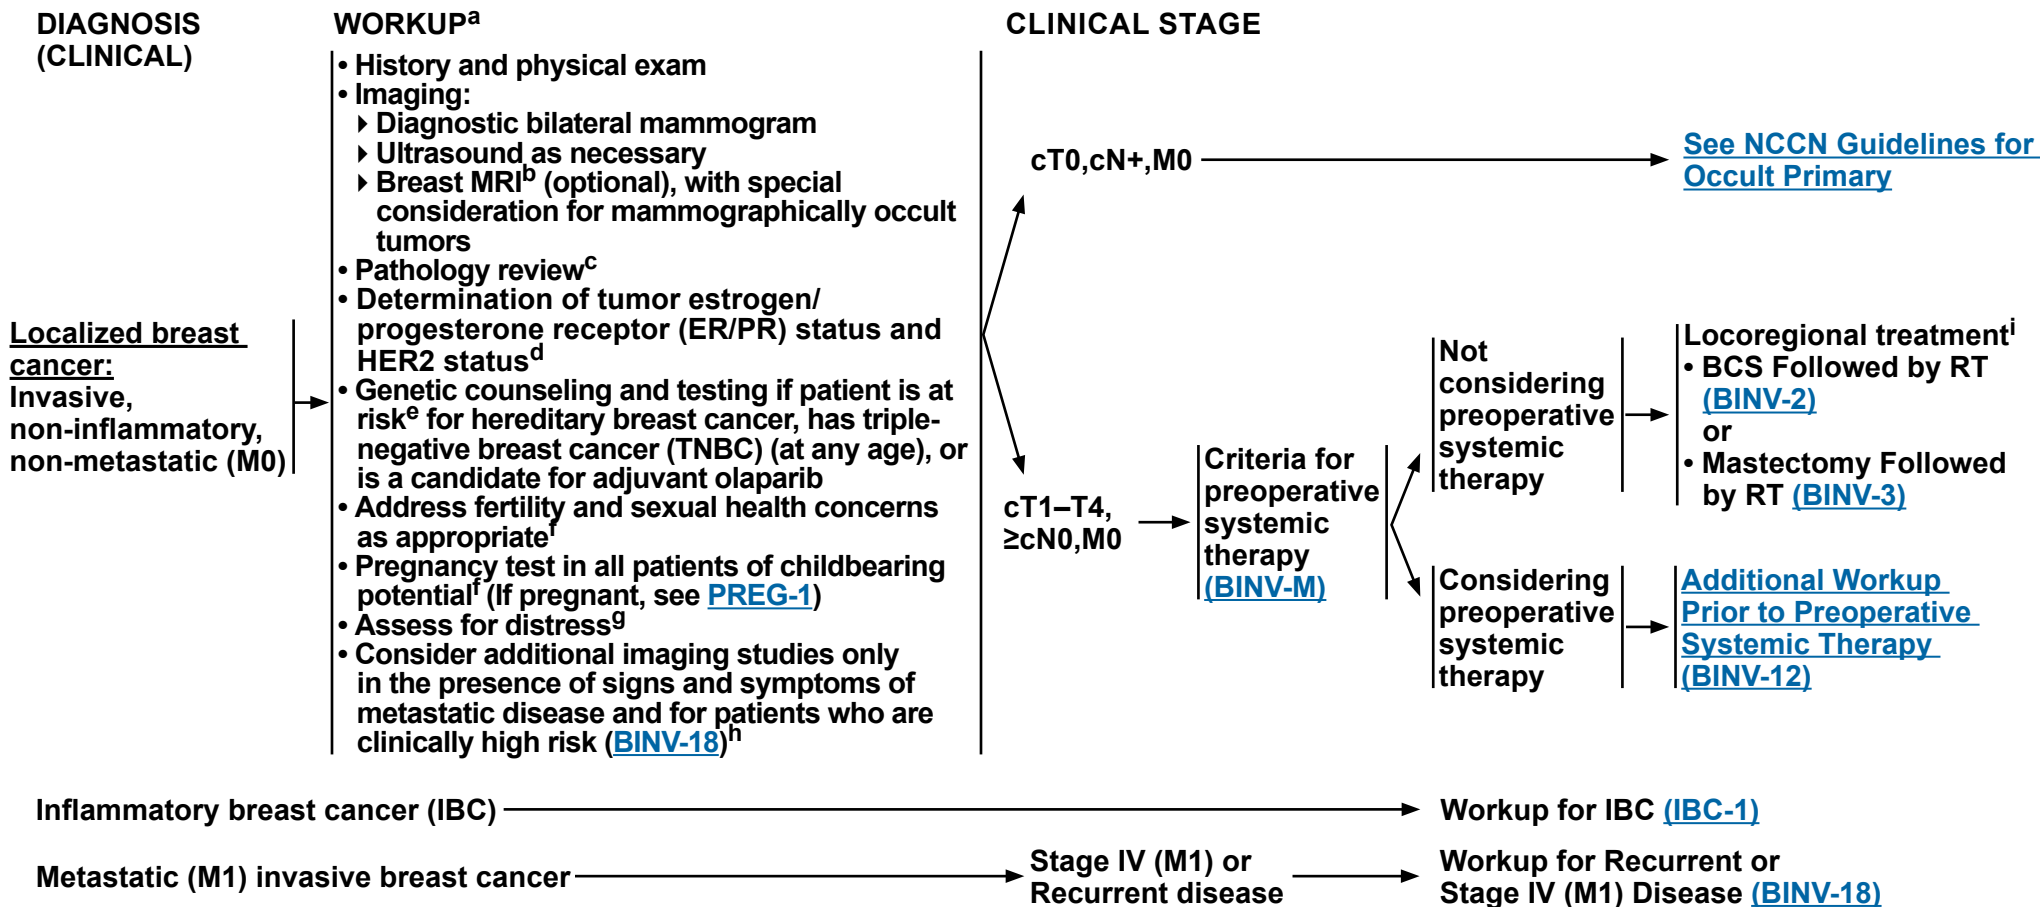 DIAGNOSIS
(CLINICAL)
WORKUPa
• History and physical exam
• Imaging:
▸ Diagnostic bilateral mammogram
▸ Ultrasound as necessary
▸ Breast MRIb (optional), with special
consideration for mammographically occult
tumors
• Pathology reviewc
• Determination of tumor estrogen/
progesterone receptor (ER/PR) status and
HER2 statusd
• Genetic counseling and testing if patient is at
riske for hereditary breast cancer, has triple-
negative breast cancer (TNBC) (at any age), or
is a candidate for adjuvant olaparib
• Address fertility and sexual health concerns
as appropriatef
• Pregnancy test in all patients of childbearing
potentialf (If pregnant, see PREG-1)
• Assess for distressg
• Consider additional imaging studies only
in the presence of signs and symptoms of
metastatic disease and for patients who are
clinically high risk (BINV-18)h
CLINICAL STAGE
Localized breast
cancer:
Invasive,
non-inflammatory,
non-metastatic (M0)
cT0,cN+,M0
See NCCN Guidelines for
Occult Primary
cT1–T4,
≥cN0,M0
Criteria for
preoperative
systemic
therapy
(BINV-M)
Not
considering
preoperative
systemic
therapy
Locoregional treatmenti
• BCS Followed by RT
(BINV-2)
or
• Mastectomy Followed
by RT (BINV-3)
Considering
preoperative
systemic
therapy
Additional Workup
Prior to Preoperative
Systemic Therapy
(BINV-12)
Inflammatory breast cancer (IBC)
Workup for IBC (IBC-1)
Metastatic (M1) invasive breast cancer
Stage IV (M1) or
Recurrent disease
Workup for Recurrent or
Stage IV (M1) Disease (BINV-18)